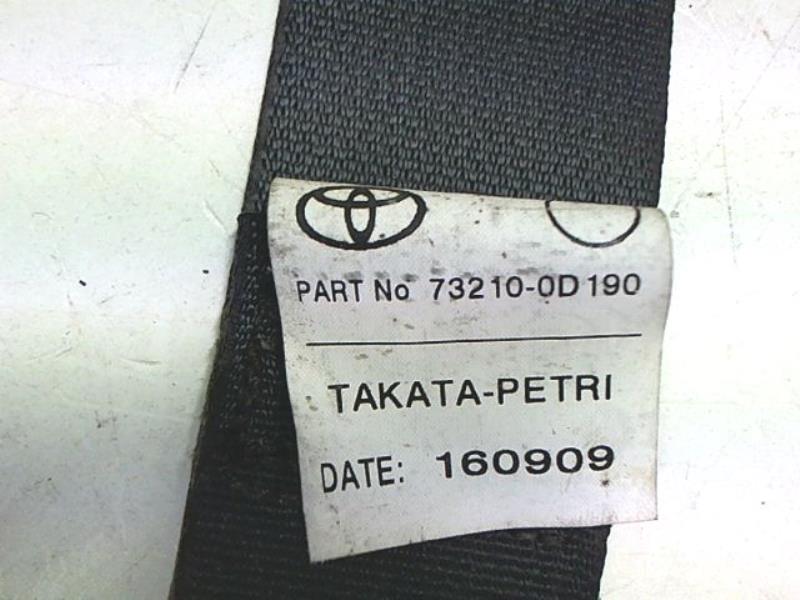 PART No 73210-0D190
TAKATA-PETRI
DATE: 160909